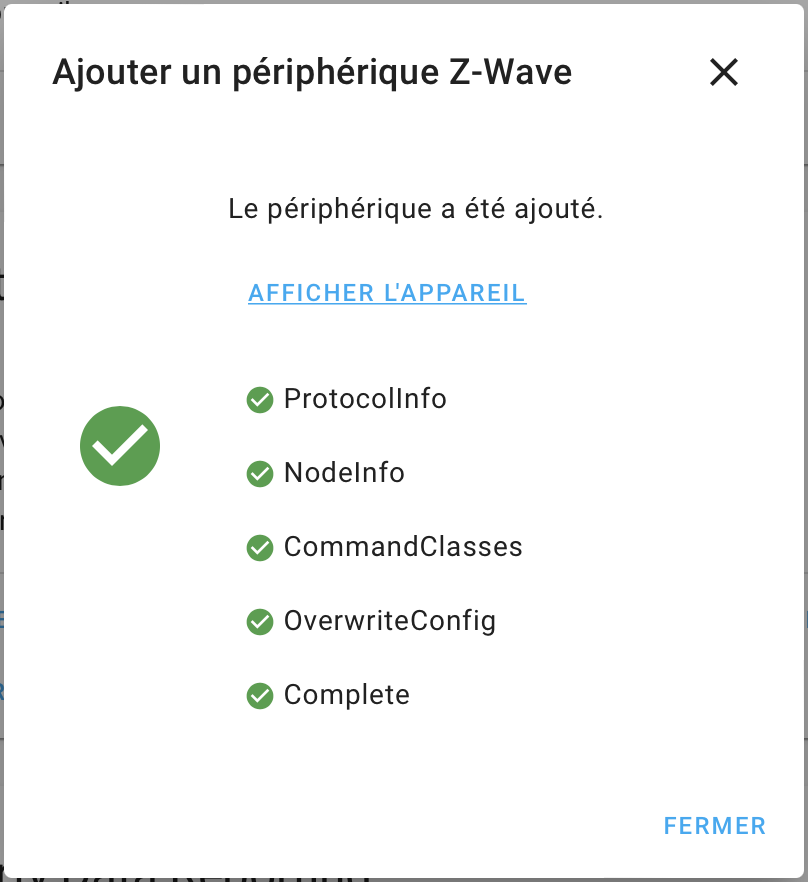 Ajouter un périphérique Z-Wave
Le périphérique a été ajouté.
AFFICHER L'APPAREIL
ProtocolInfo
NodeInfo
CommandClasses
OverwriteConfig
Complete
FERMER